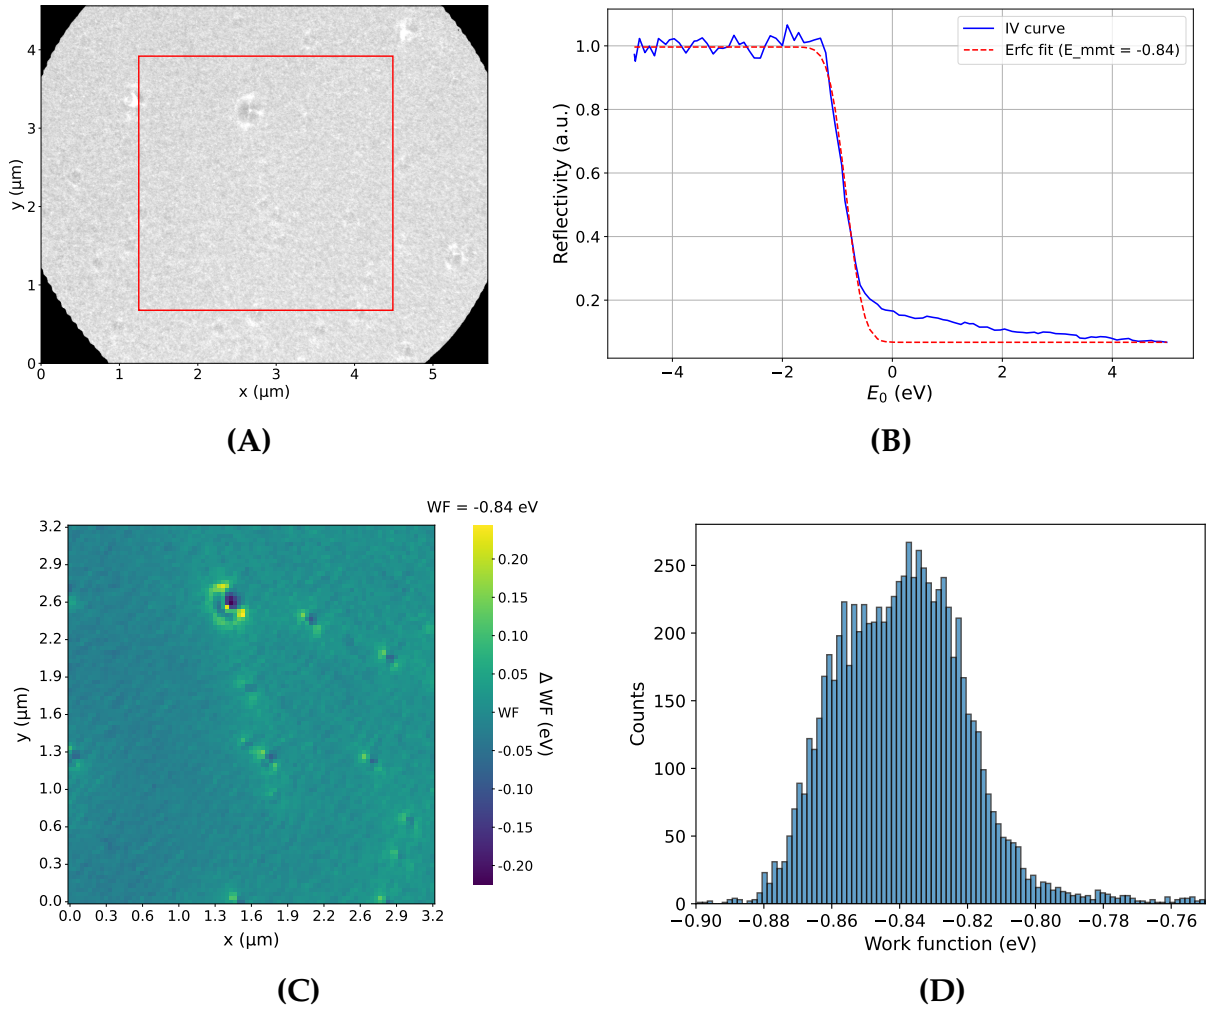 4
3
2
1
0
y (μm)
0 1 2 3 4 5
x (μm)
(A)
1.0
0.8
0.6
0.4
0.2
Reflectivity (a.u.)
IV curve
Erfc fit (E_mmt = -0.84)
−4 −2 0 2 4
E₀ (eV)
(B)
WF = -0.84 eV
3.2
2.9
2.6
2.2
1.9
1.6
1.3
1.0
0.6
0.3
0.0
y (μm)
0.0 0.3 0.6 1.0 1.3 1.6 1.9 2.2 2.6 2.9 3.2
x (μm)
0.20
0.15
0.10
0.05
WF
-0.05
-0.10
-0.15
-0.20
Δ WF (eV)
(C)
250
200
150
100
50
0
Counts
−0.90 −0.88 −0.86 −0.84 −0.82 −0.80 −0.78 −0.76
Work function (eV)
(D)